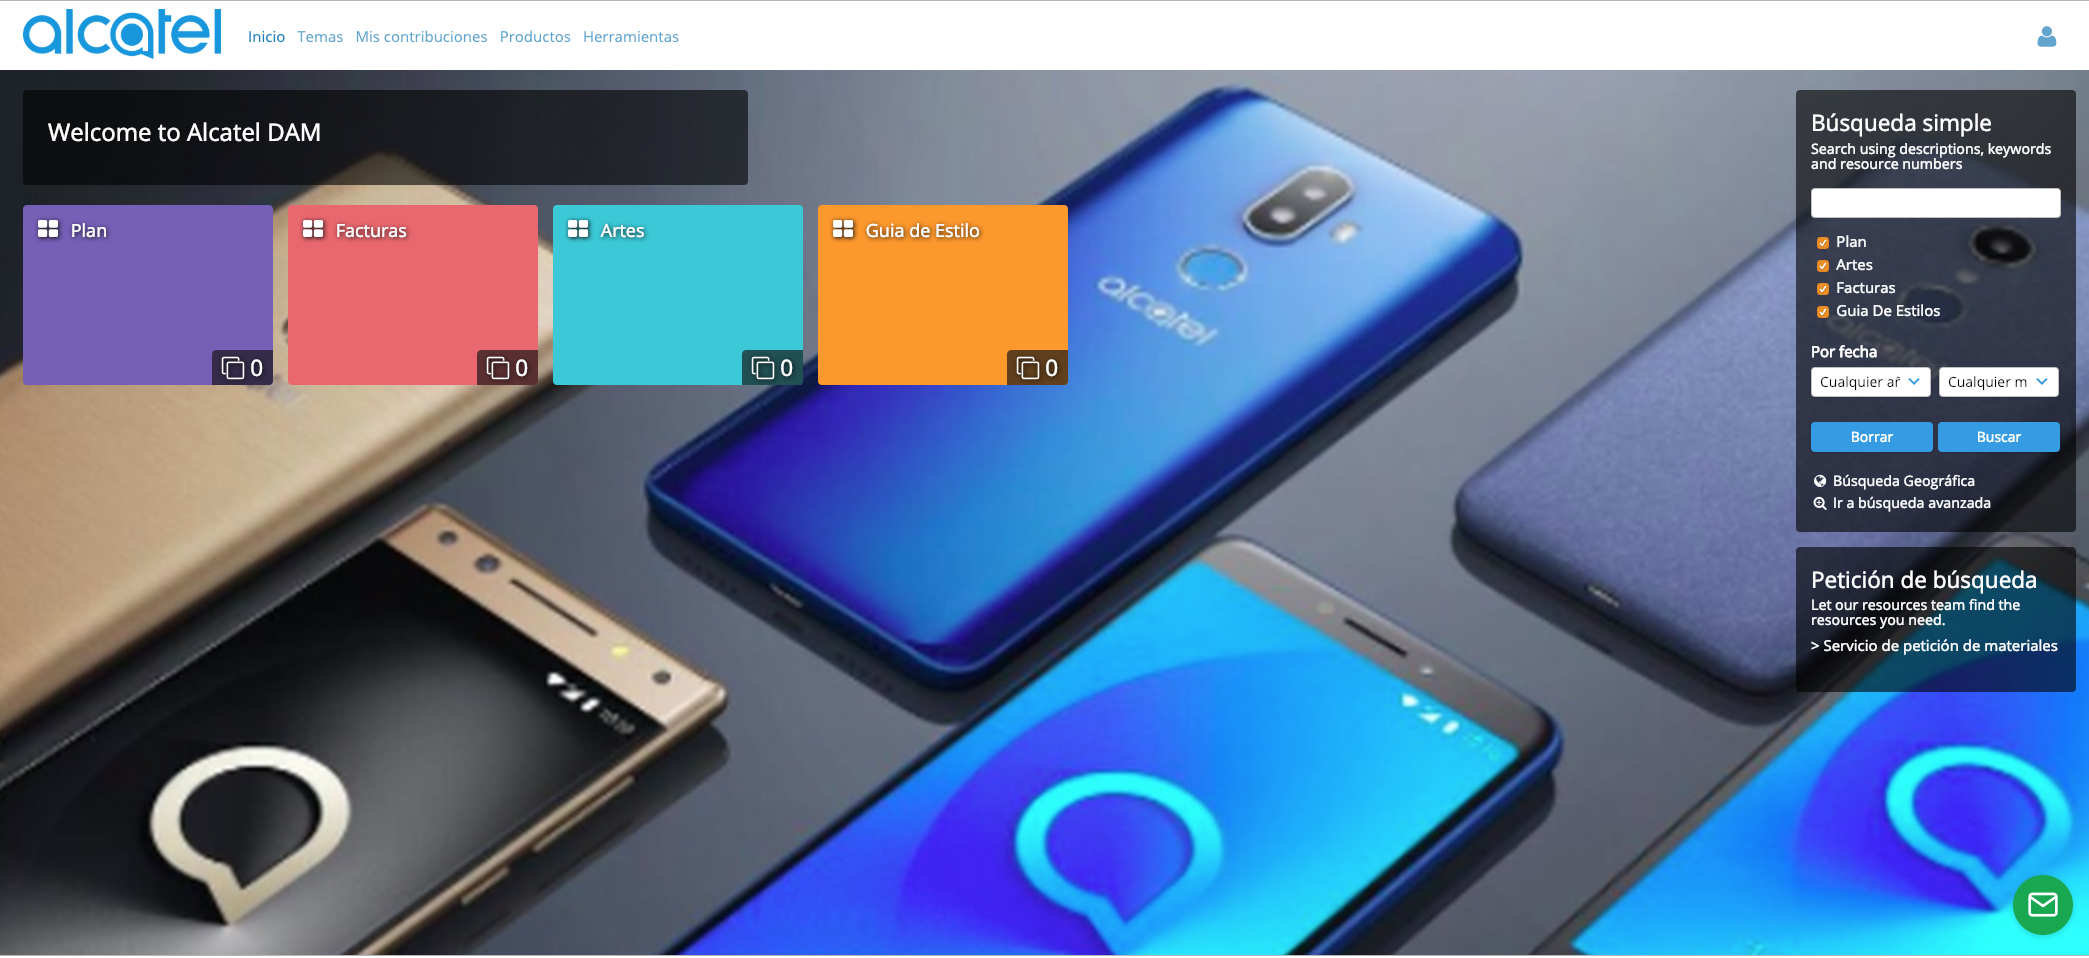 alcatel
Inicio Temas Mis contribuciones Productos Herramientas
Welcome to Alcatel DAM
Plan
0
Facturas
0
Artes
0
Guia de Estilo
0
alcatel
Búsqueda simple
Search using descriptions, keywords
and resource numbers
Plan
Artes
Facturas
Guia De Estilos
Por fecha
Cualquier añ
Cualquier m
Borrar
Buscar
Búsqueda Geográfica
Ir a búsqueda avanzada
Petición de búsqueda
Let our resources team find the
resources you need.
> Servicio de petición de materiales